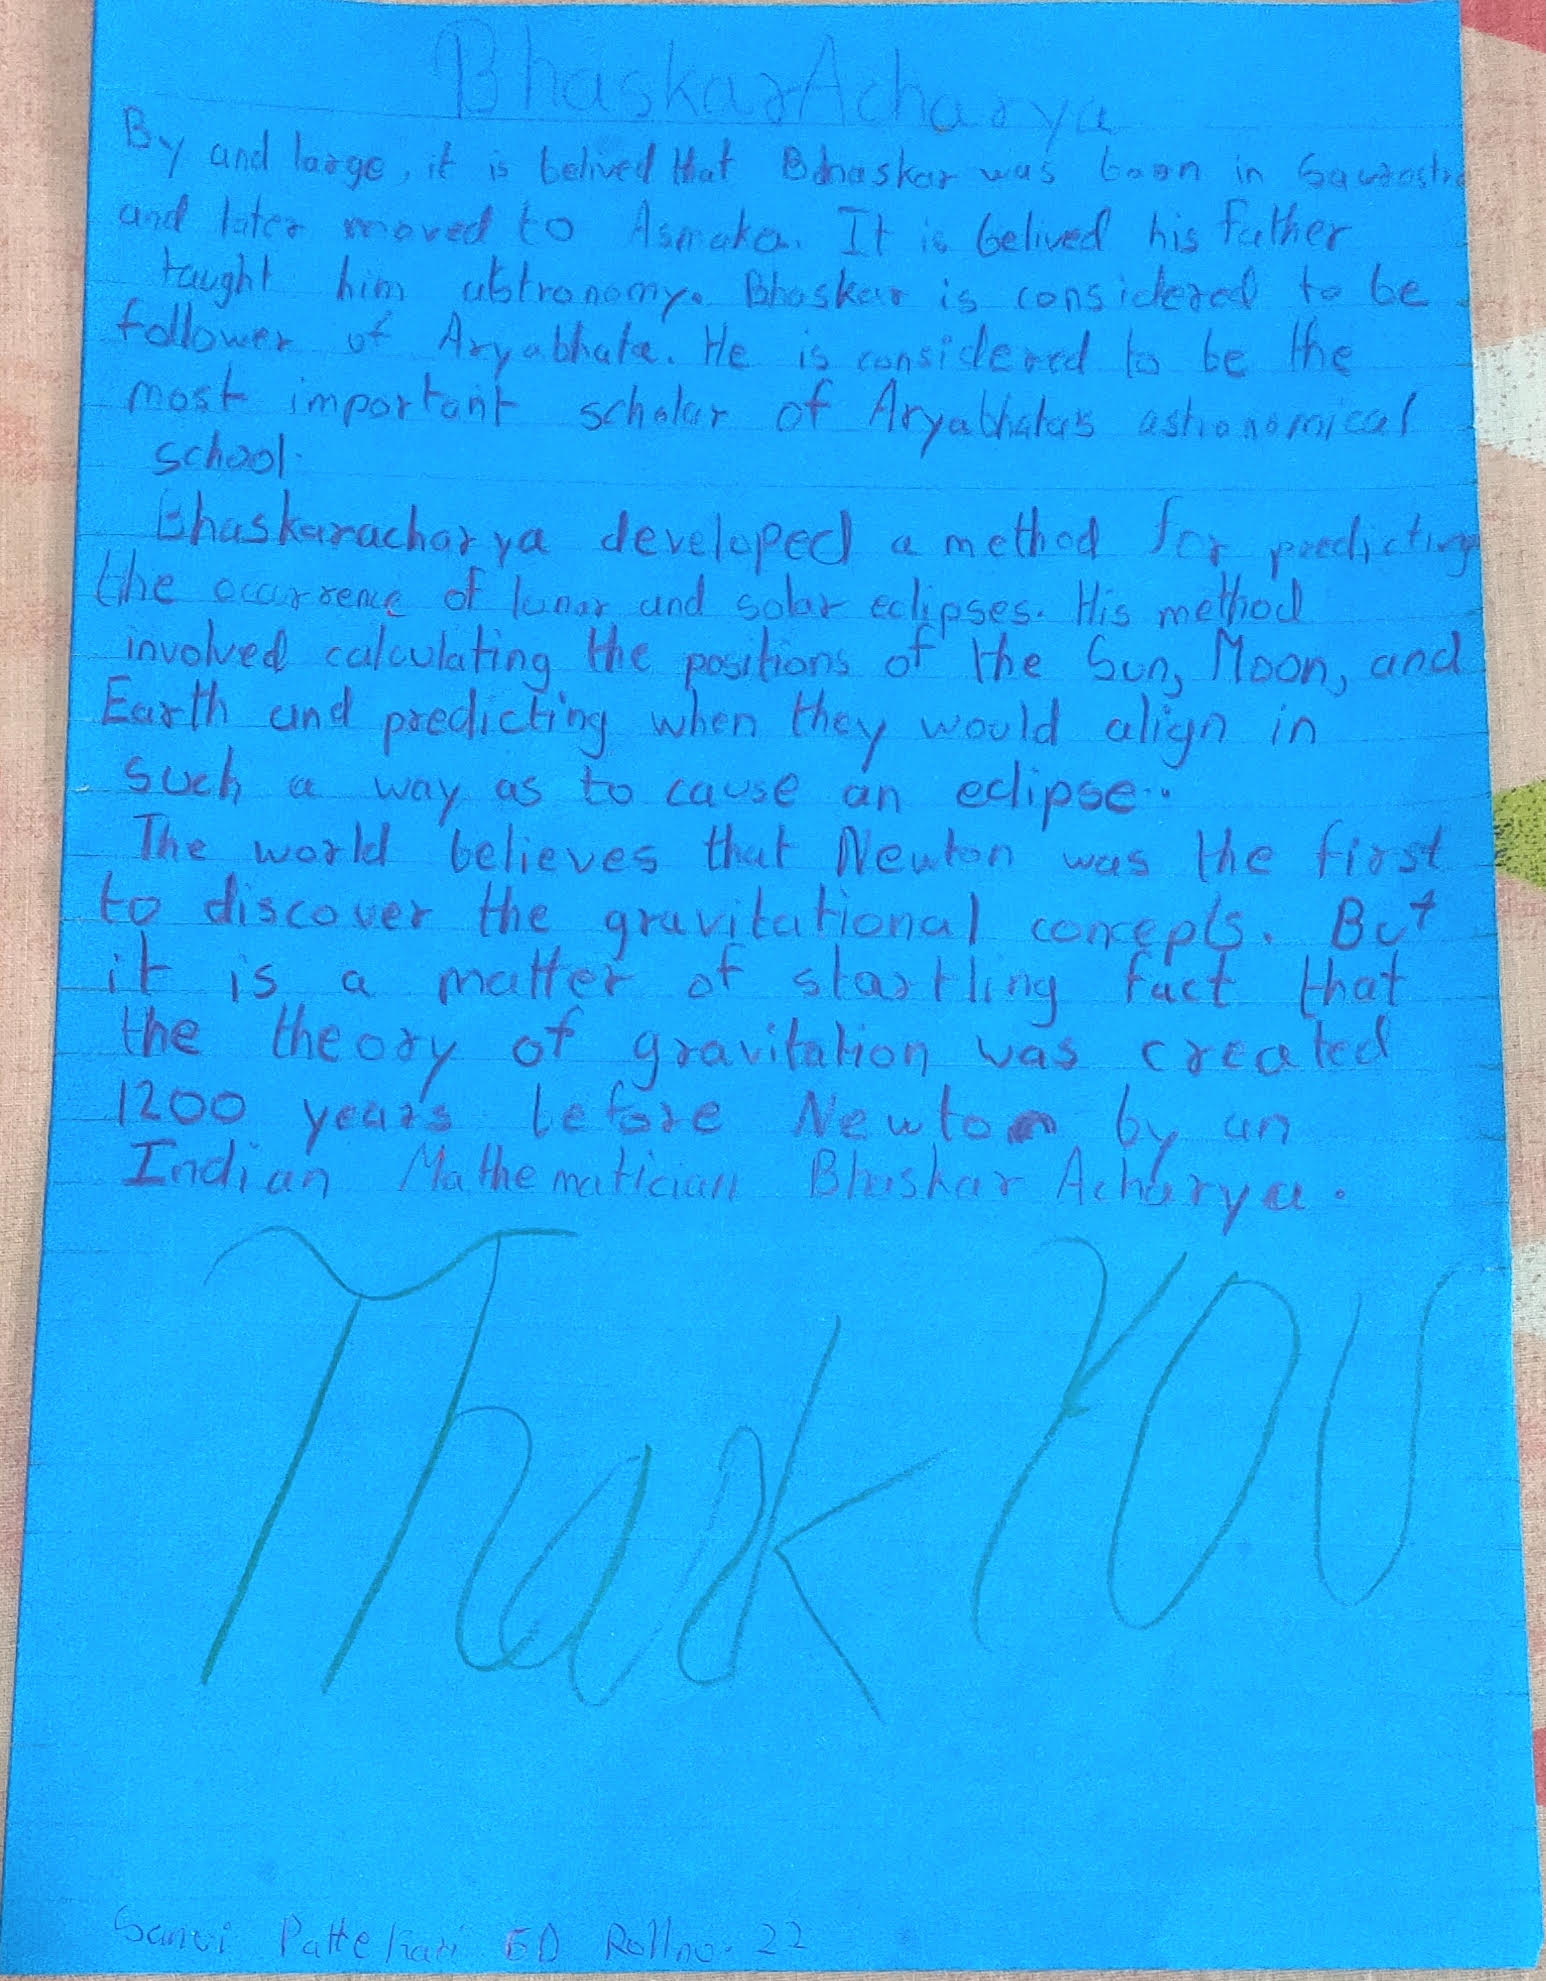 BhaskarAcharya
By and large, it is belived that Bhaskar was born in Saurastra
and later moved to Asmaka. It is belived his father
taught him abtronomy. Bhaskar is considered to be
follower of Aryabhata. He is considered to be the
most important scholar of Aryabhata's astronomical
school.
Bhaskaracharya developed a method for predicting
the occurrence of lunar and solar eclipses. His method
involved calculating the positions of the Sun, Moon, and
Earth and predicting when they would align in
such a way as to cause an eclipse..
The world believes that Newton was the first
to discover the gravitational concepts. But
it is a matter of startling fact that
the theory of gravitation was created
1200 years before Newton by an
Indian Mathematician Bhaskar Acharya.
Thank YOU
Sanvi Pattekari 6D Rollno. 22